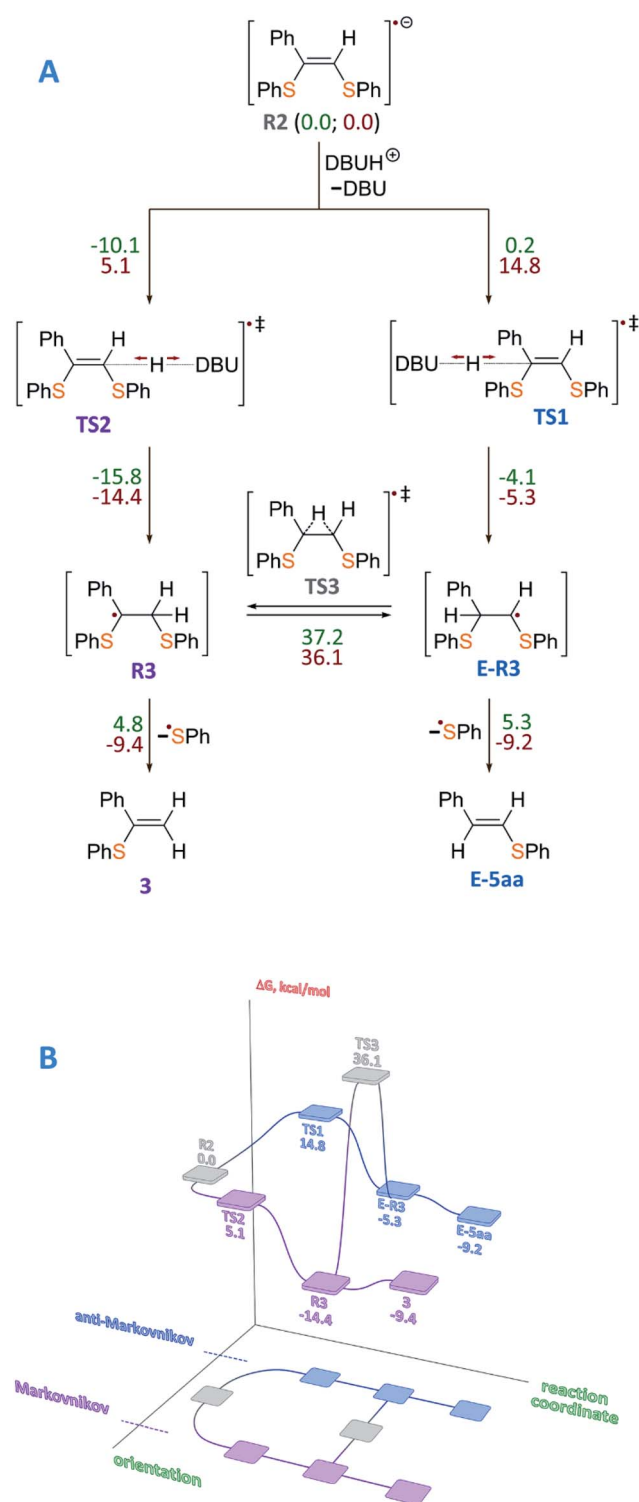 A
Ph H •⊖
PhS SPh
R2 (0.0; 0.0)
DBUH⊕
−DBU
-10.1
5.1
0.2
14.8
Ph H •‡
H DBU
PhS SPh
TS2
Ph H •‡
DBU H
PhS SPh
TS1
-15.8
-14.4
-4.1
-5.3
Ph H H •‡
PhS SPh
TS3
37.2
36.1
Ph H
H
PhS SPh
R3
Ph H
H
PhS SPh
E-R3
4.8
-9.4
−•SPh
5.3
-9.2
−•SPh
Ph H
PhS H
3
Ph H
H SPh
E-5aa
B
ΔG, kcal/mol
TS3
36.1
R2
0.0
TS1
14.8
TS2
5.1
E-R3
-5.3
E-5aa
-9.2
R3
-14.4
3
-9.4
anti-Markovnikov
Markovnikov
reaction
coordinate
orientation